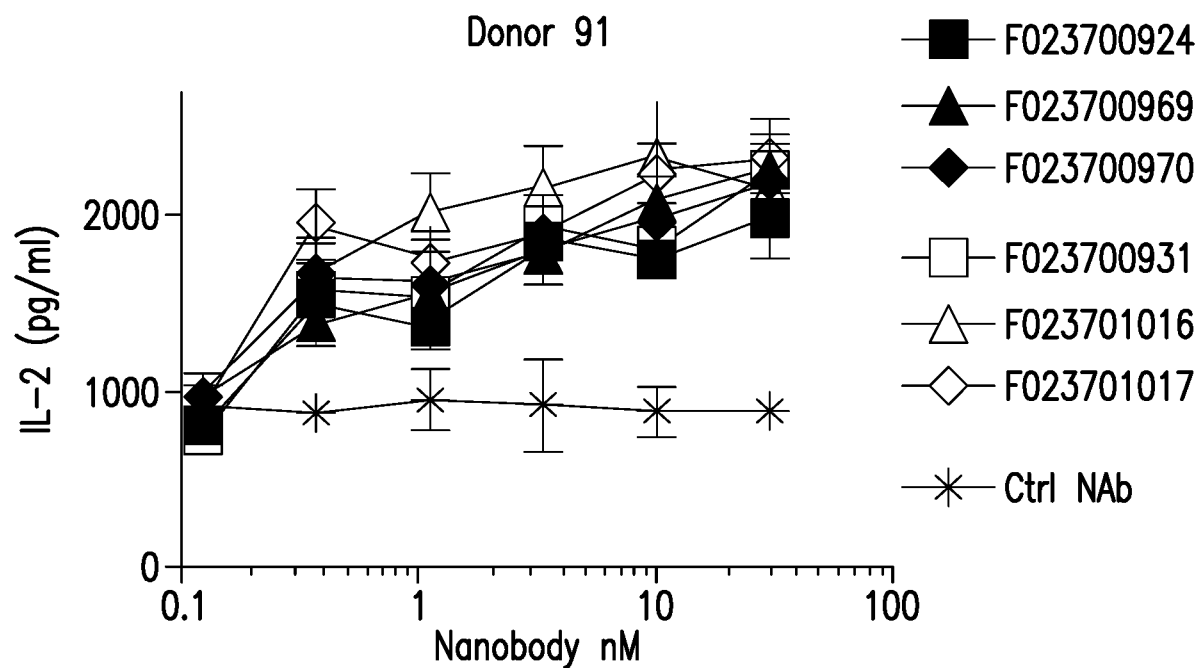 Donor 91
IL-2 (pg/ml)
2000
1000
0
0.1
1
10
100
Nanobody nM
F023700924
F023700969
F023700970
F023700931
F023701016
F023701017
Ctrl NAb